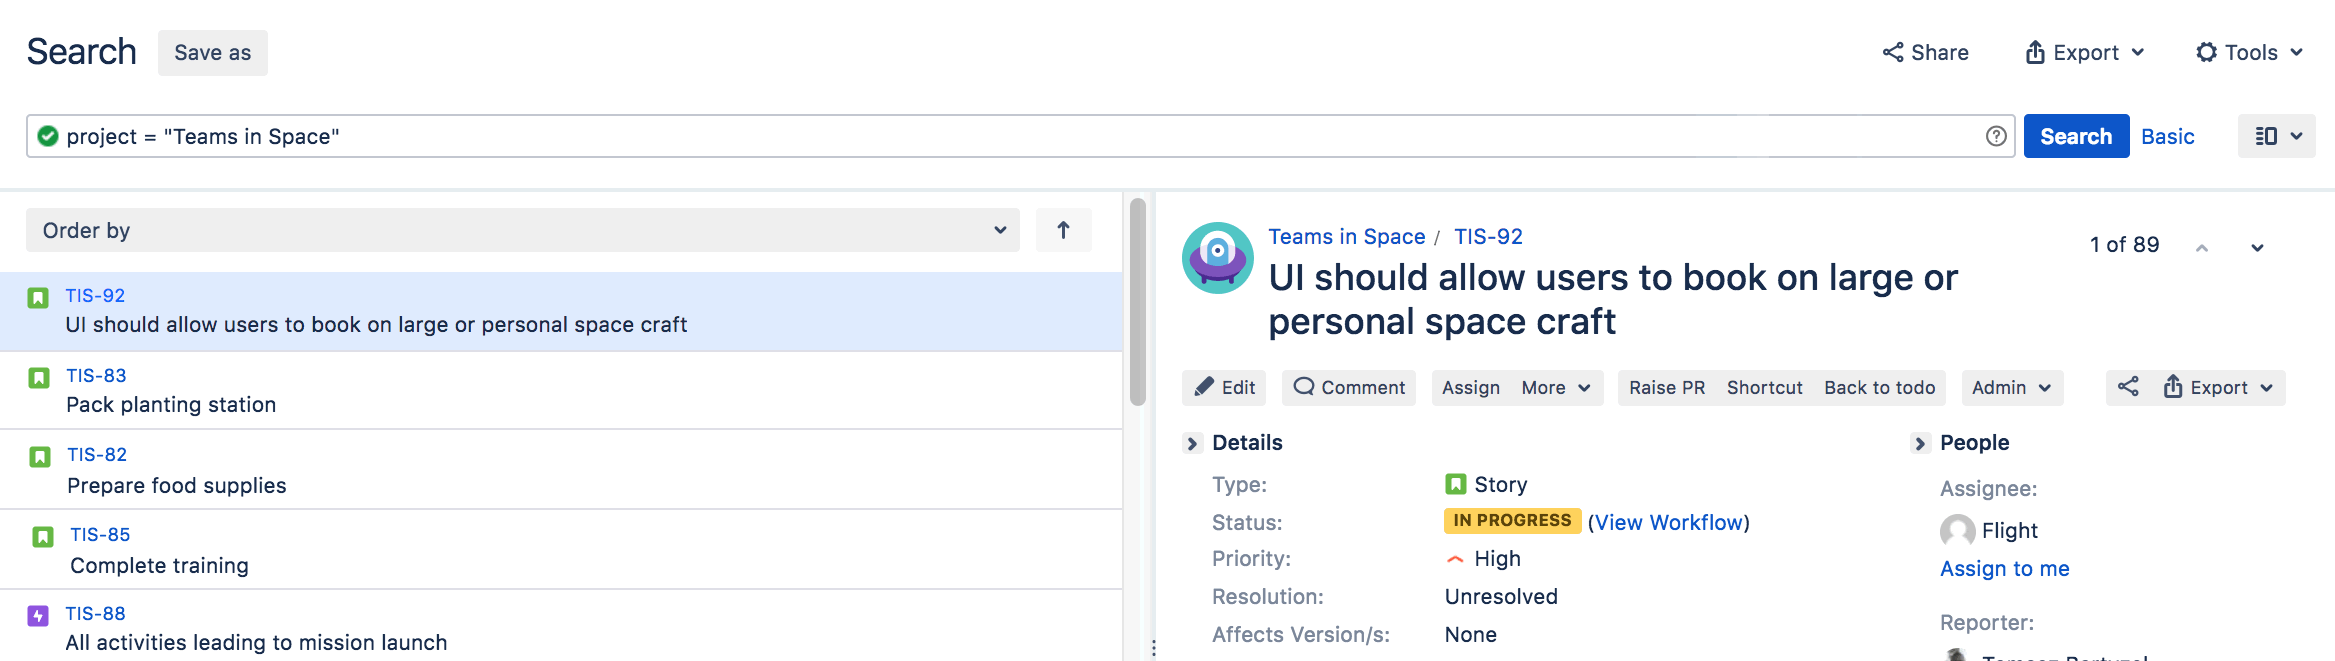 Search Save as Share Export Tools
project = "Teams in Space" Search Basic
Order by
TIS-92
UI should allow users to book on large or personal space craft
TIS-83
Pack planting station
TIS-82
Prepare food supplies
TIS-85
Complete training
TIS-88
All activities leading to mission launch
Teams in Space / TIS-92 1 of 89
UI should allow users to book on large or
personal space craft
Edit Comment Assign More Raise PR Shortcut Back to todo Admin Export
Details
Type: Story
Status: IN PROGRESS (View Workflow)
Priority: High
Resolution: Unresolved
Affects Version/s: None
People
Assignee:
Flight
Assign to me
Reporter: